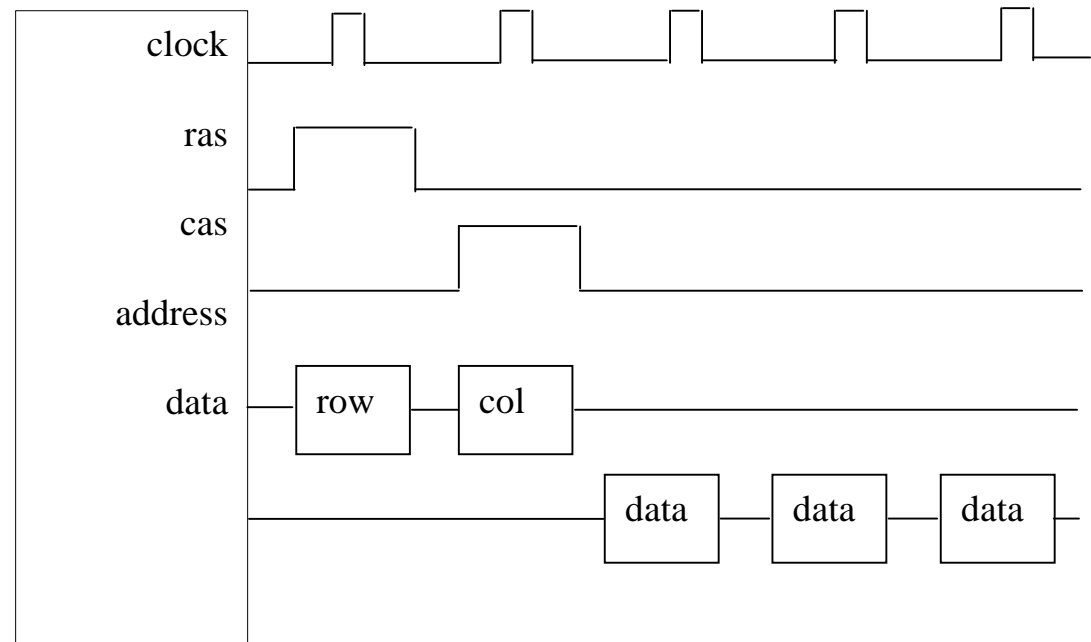 clock
ras
cas
address
data
row
col
data
data
data